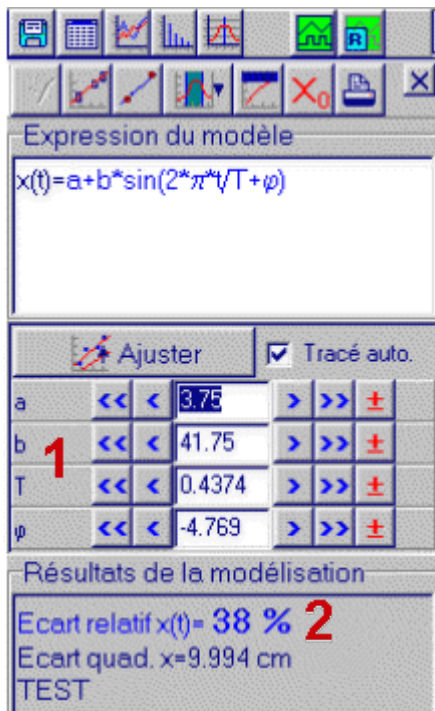 R
X₀
Expression du modèle
x(t)=a+b*sin(2*π*t/T+φ)
Ajuster Tracé auto.
a << < 3.75 > >> ±
b << < 41.75 > >> ±
1
T << < 0.4374 > >> ±
φ << < -4.769 > >> ±
Résultats de la modélisation
Ecart relatif x(t)= 38 % 2
Ecart quad. x=9.994 cm
TEST